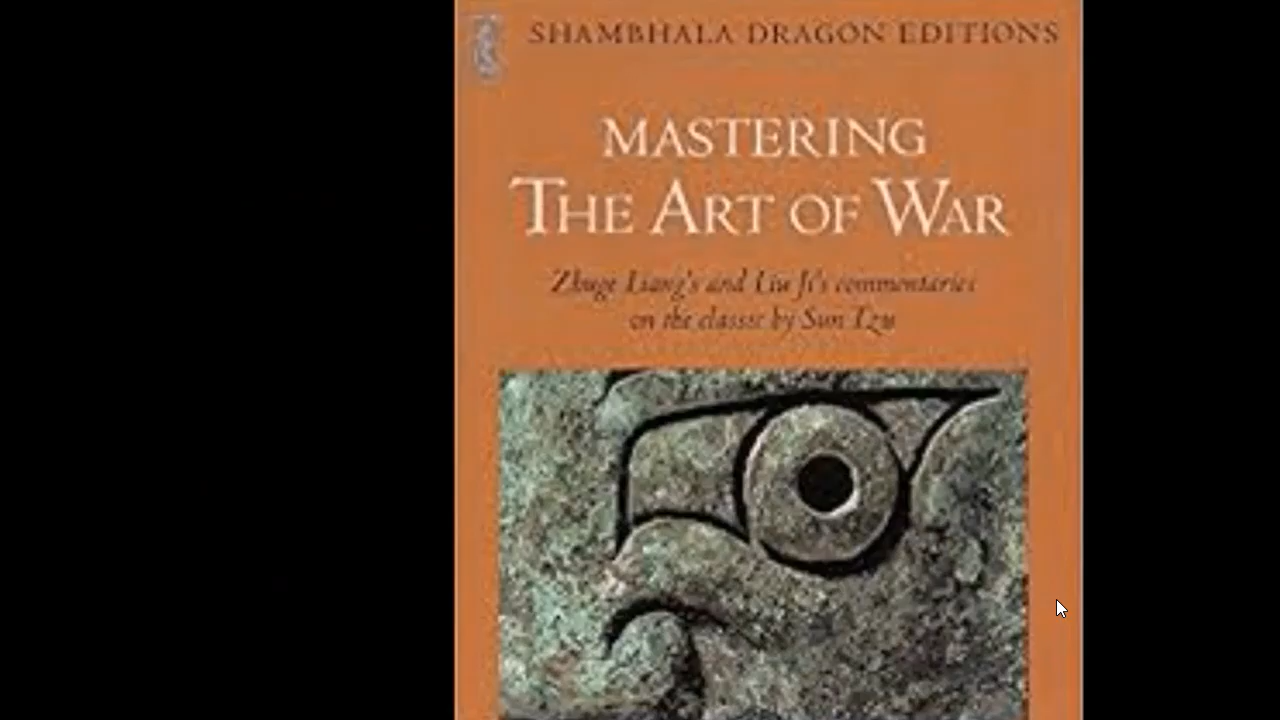 SHAMBHALA DRAGON EDITIONS
MASTERING
THE ART OF WAR
Zhuge Liang's and Liu Ji's commentaries
on the classic by Sun Tzu